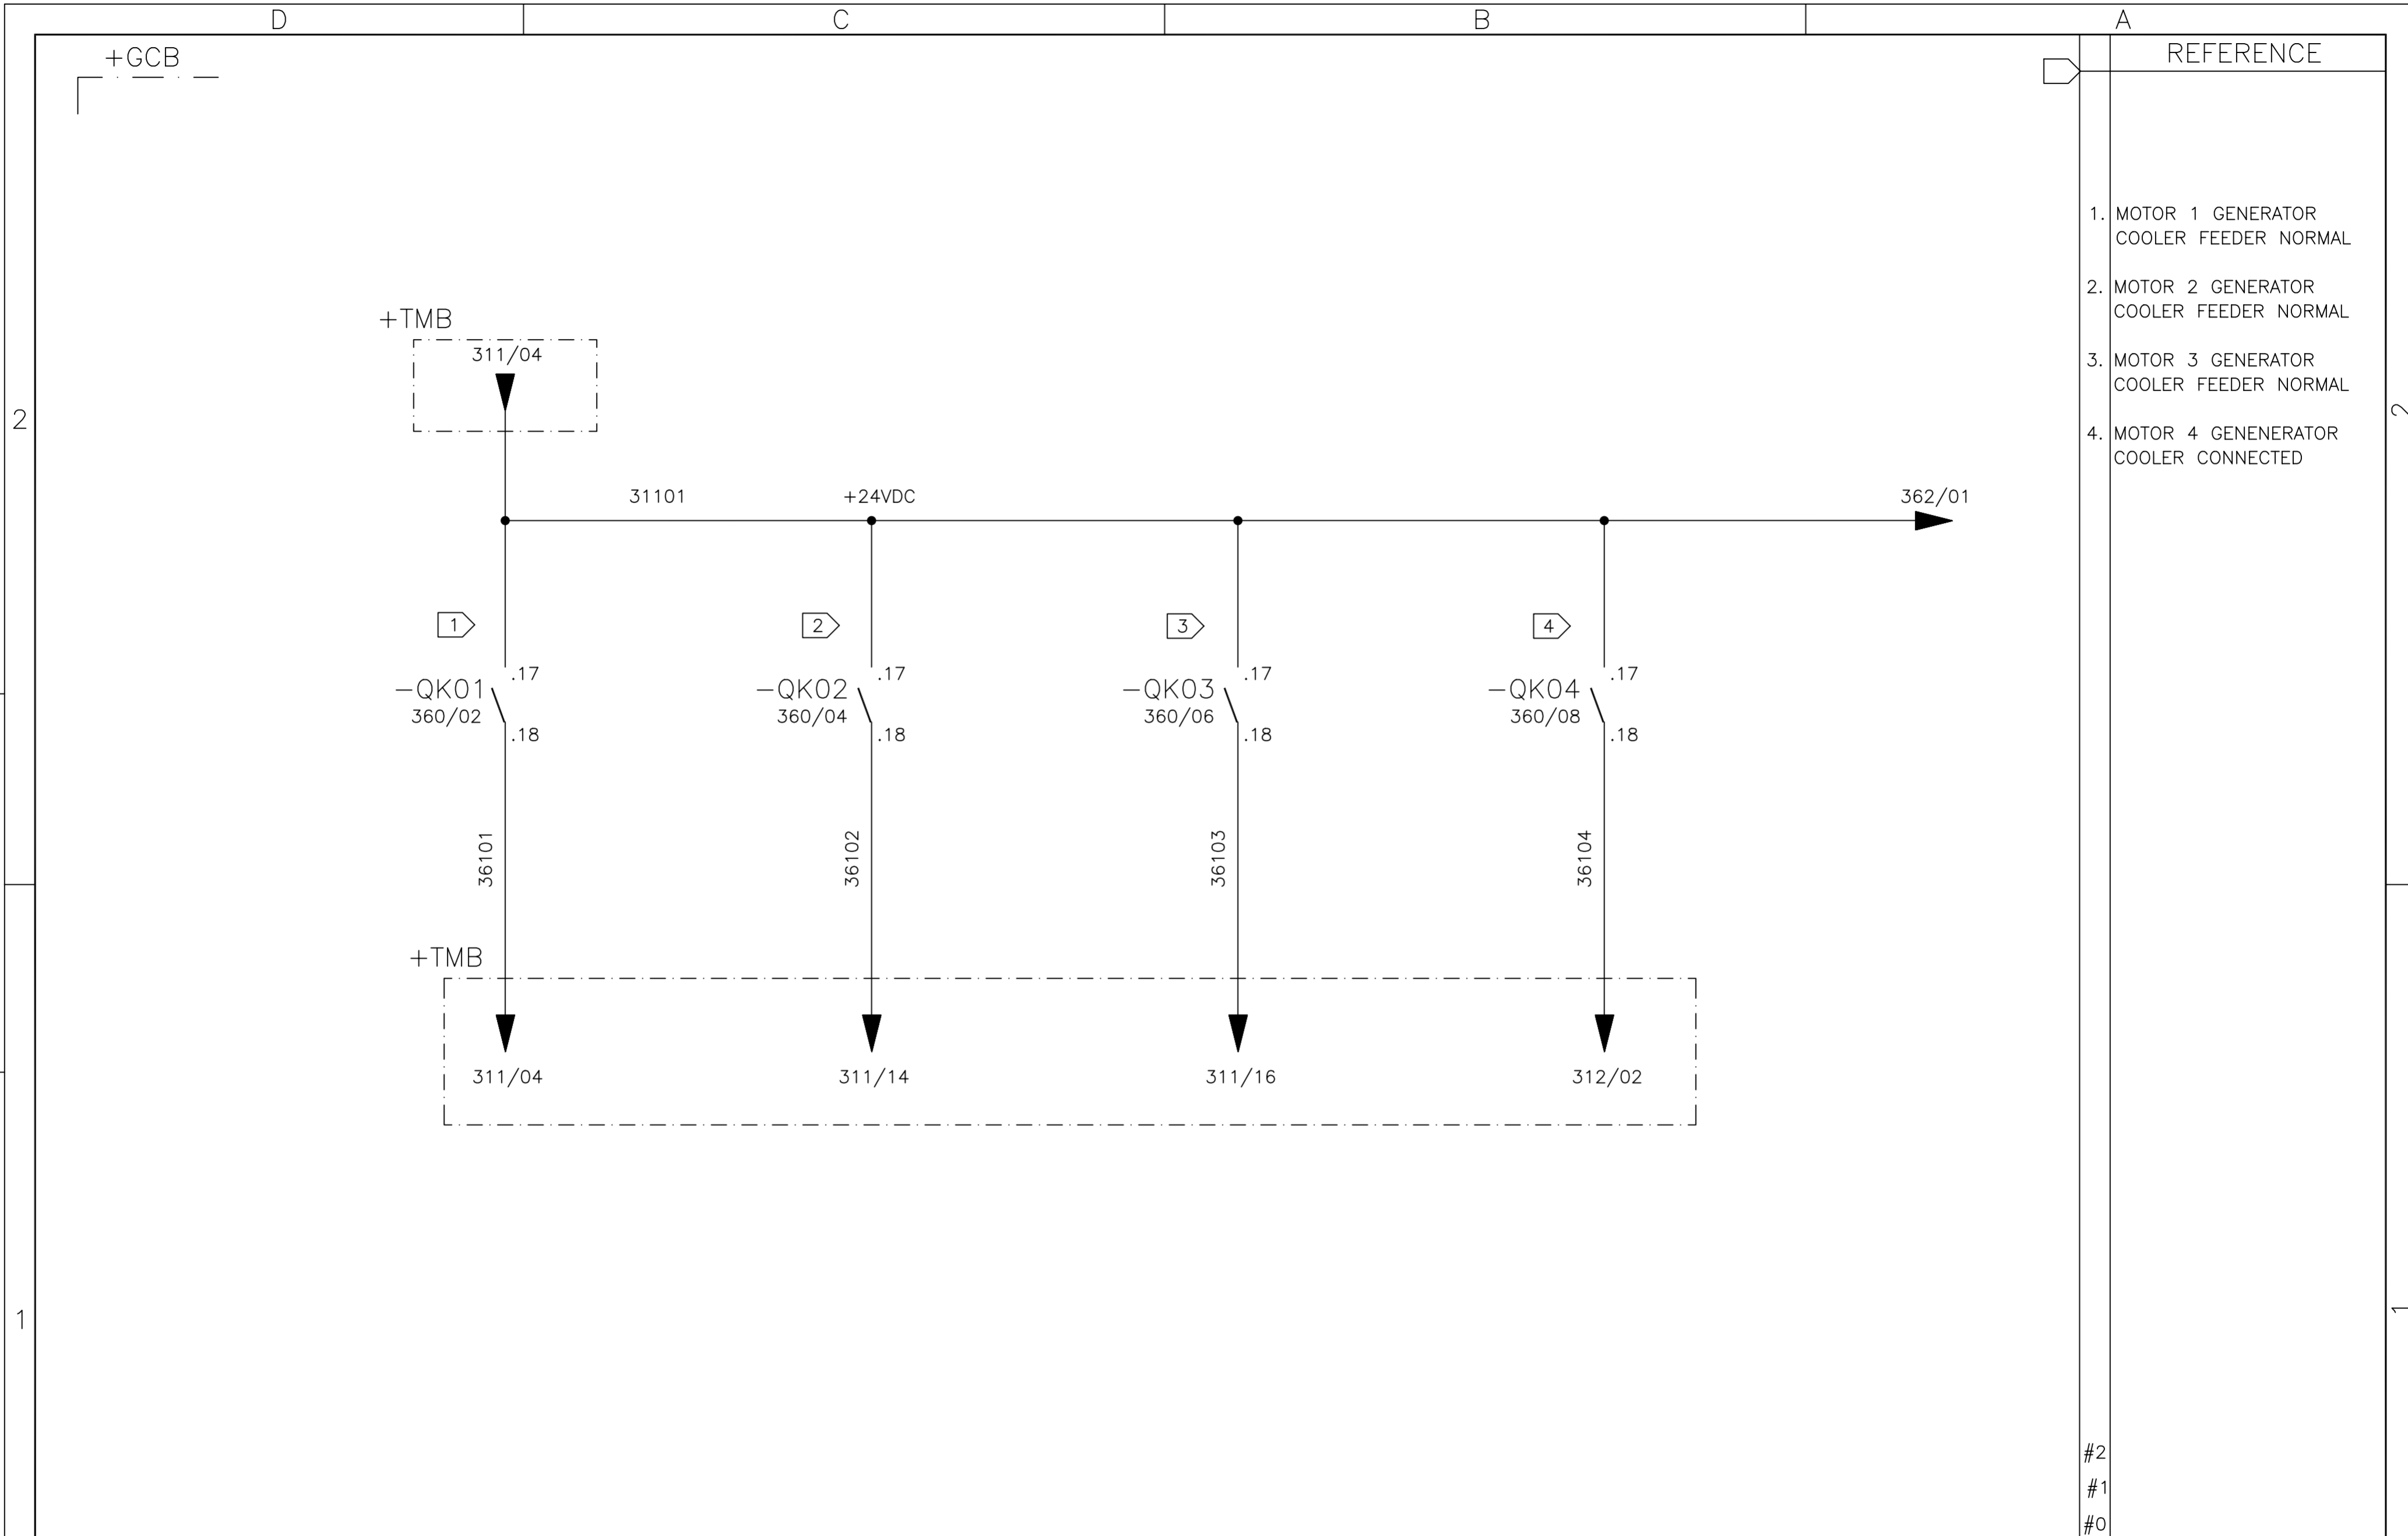 D
C
B
A
+GCB
REFERENCE
1. MOTOR 1 GENERATOR
COOLER FEEDER NORMAL
2. MOTOR 2 GENERATOR
COOLER FEEDER NORMAL
3. MOTOR 3 GENERATOR
COOLER FEEDER NORMAL
4. MOTOR 4 GENENERATOR
COOLER CONNECTED
+TMB
311/04
2
2
31101
+24VDC
362/01
1
2
3
4
.17
.17
.17
.17
-QK01
-QK02
-QK03
-QK04
360/02
360/04
360/06
360/08
.18
.18
.18
.18
36101
36102
36103
36104
+TMB
311/04
311/14
311/16
312/02
1
1
#2
#1
#0